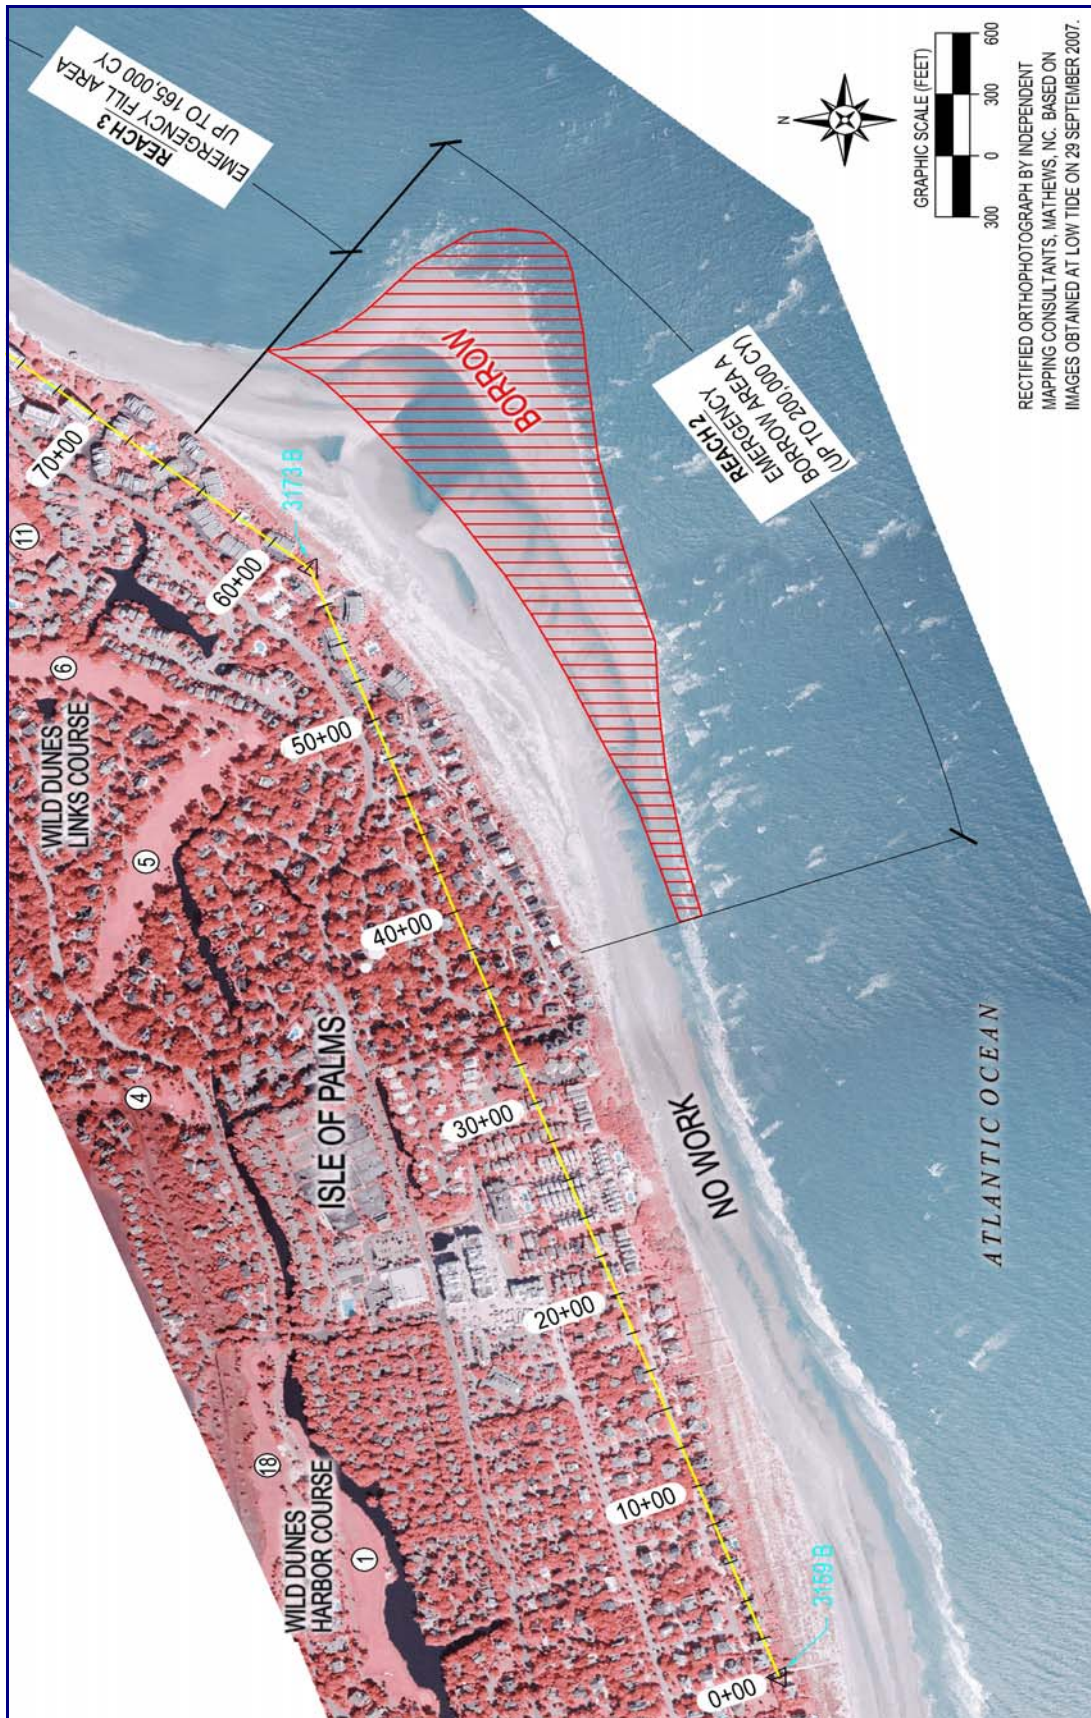 REACH 3
EMERGENCY FILL AREA
UP TO 165,000 CY
N
GRAPHIC SCALE (FEET)
300 0 300 600
RECTIFIED ORTHOPHOTOGRAPH BY INDEPENDENT
MAPPING CONSULTANTS, MATHEWS, NC. BASED ON
IMAGES OBTAINED AT LOW TIDE ON 29 SEPTEMBER 2007.
BORROW
REACH 2
EMERGENCY
BORROW AREA A
(UP TO 200,000 CY)
70+00
3173 B
60+00
11
6
WILD DUNES
LINKS COURSE
5
50+00
40+00
4
ISLE OF PALMS
30+00
NO WORK
ATLANTIC OCEAN
20+00
18
WILD DUNES
HARBOR COURSE
1
10+00
3159 B
0+00